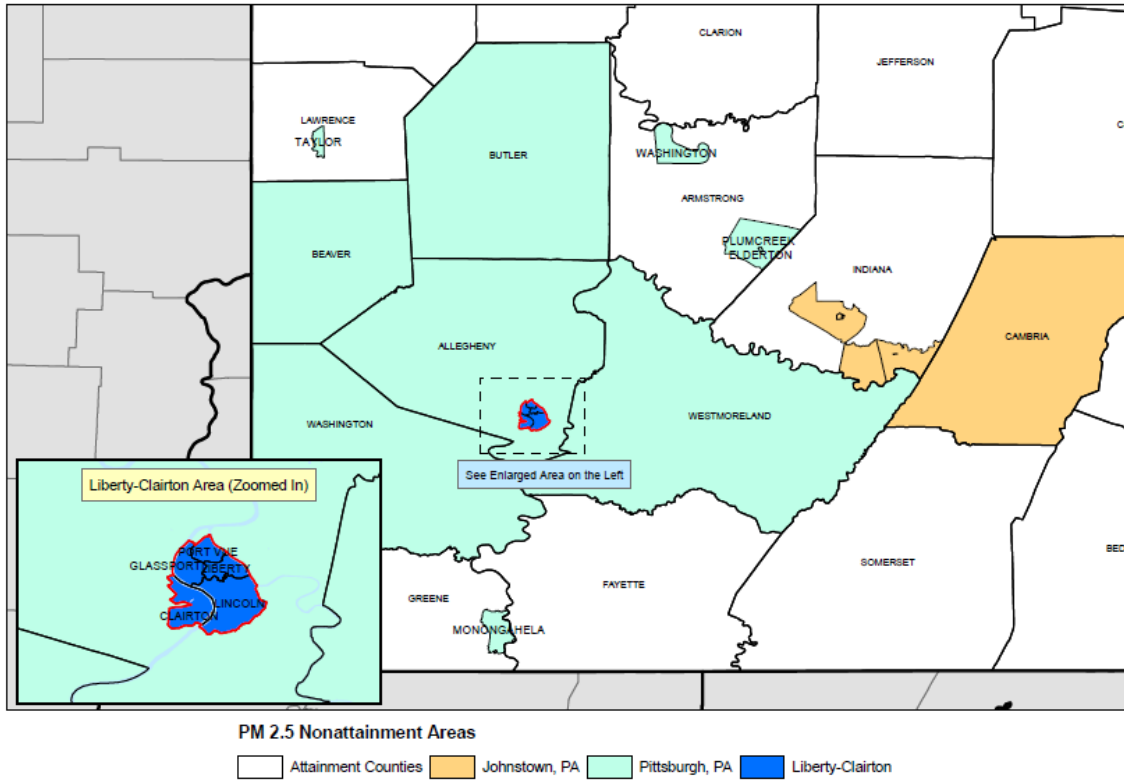 CLARION
JEFFERSON
LAWRENCE
TAYLOR
BUTLER
WASHINGTON
ARMSTRONG
BEAVER
PLUMCREEK
ELDERTON
INDIANA
CAMBRIA
ALLEGHENY
WASHINGTON
WESTMORELAND
See Enlarged Area on the Left
Liberty-Clairton Area (Zoomed In)
PORT VUE
GLASSPORT
LIBERTY
LINCOLN
CLAIRTON
GREENE
FAYETTE
SOMERSET
MONONGAHELA
BED
PM 2.5 Nonattainment Areas
Attainment Counties Johnstown, PA Pittsburgh, PA Liberty-Clairton